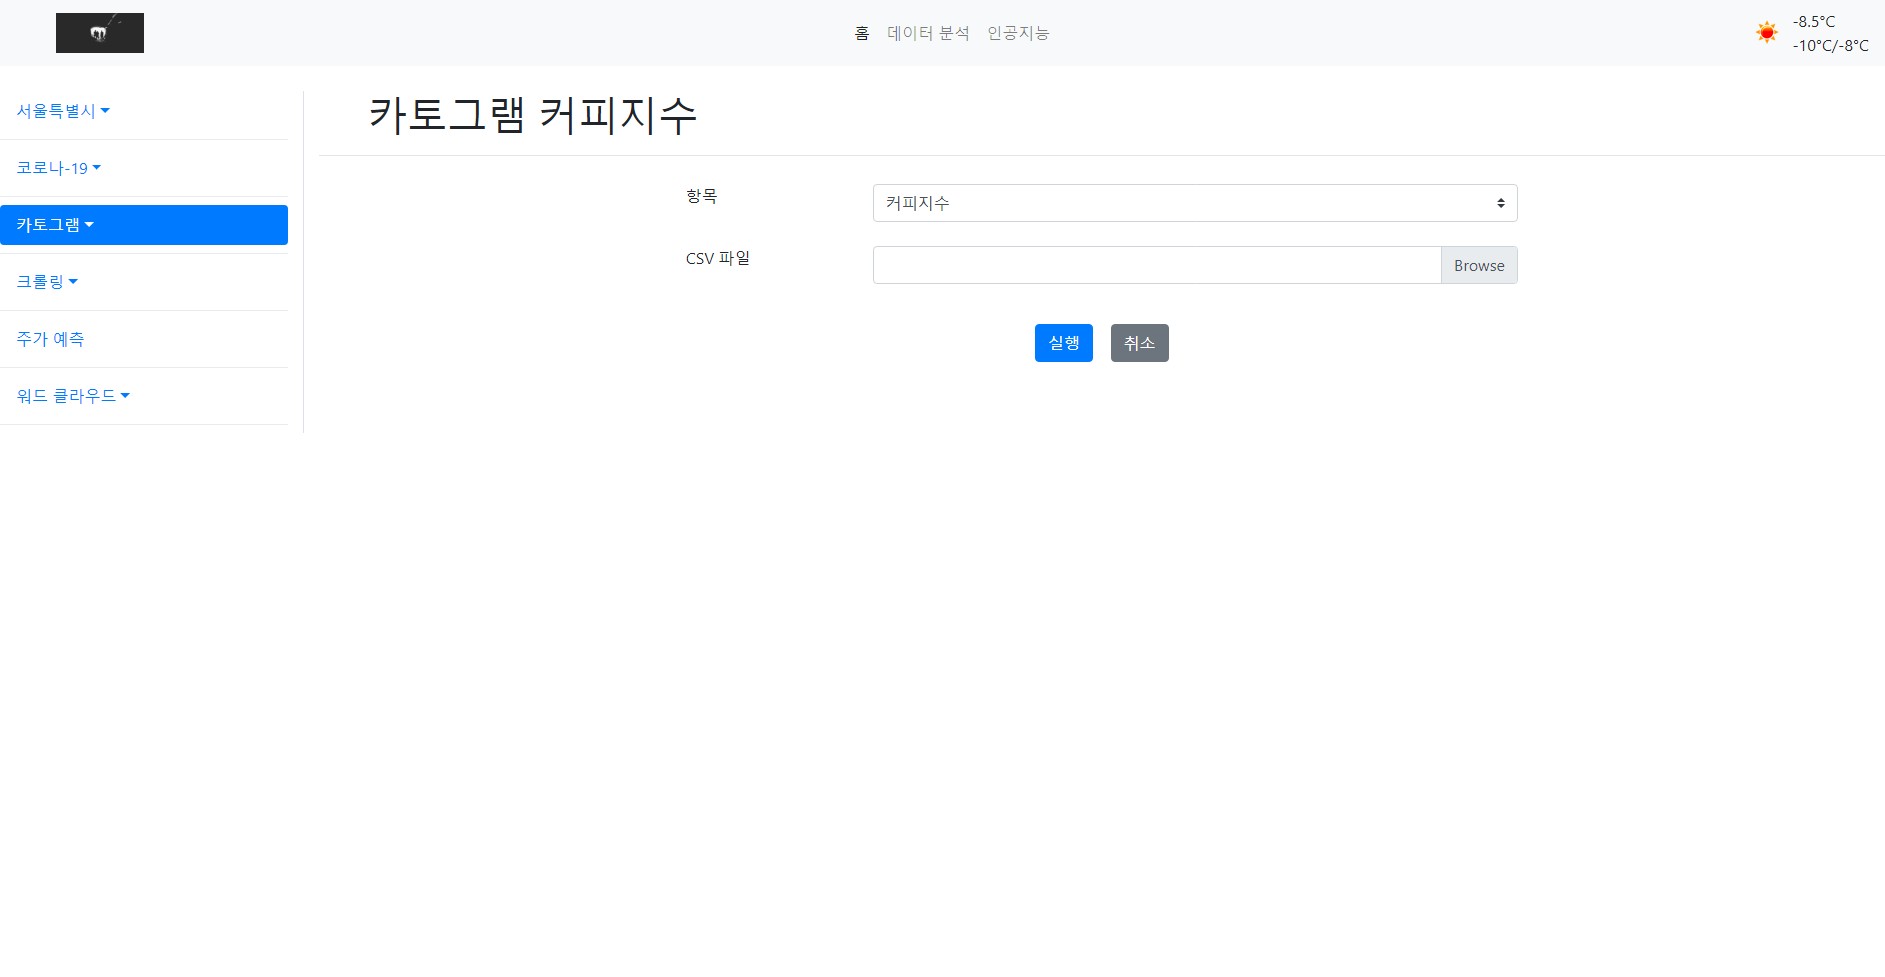 홈 데이터 분석 인공지능
-8.5°C
-10°C/-8°C
서울특별시
코로나-19
카토그램
크롤링
주가 예측
워드 클라우드
카토그램 커피지수
항목 커피지수
CSV 파일 Browse
실행 취소